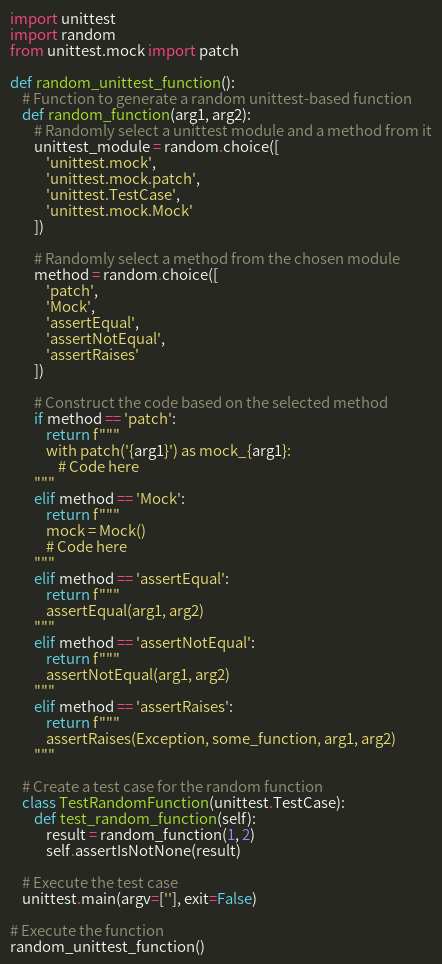 import unittest
import random
from unittest.mock import patch

def random_unittest_function():
    # Function to generate a random unittest-based function
    def random_function(arg1, arg2):
        # Randomly select a unittest module and a method from it
        unittest_module = random.choice([
            'unittest.mock',
            'unittest.mock.patch',
            'unittest.TestCase',
            'unittest.mock.Mock'
        ])

        # Randomly select a method from the chosen module
        method = random.choice([
            'patch',
            'Mock',
            'assertEqual',
            'assertNotEqual',
            'assertRaises'
        ])

        # Construct the code based on the selected method
        if method == 'patch':
            return f"""
            with patch('{arg1}') as mock_{arg1}:
                # Code here
        """
        elif method == 'Mock':
            return f"""
            mock = Mock()
            # Code here
        """
        elif method == 'assertEqual':
            return f"""
            assertEqual(arg1, arg2)
        """
        elif method == 'assertNotEqual':
            return f"""
            assertNotEqual(arg1, arg2)
        """
        elif method == 'assertRaises':
            return f"""
            assertRaises(Exception, some_function, arg1, arg2)
        """

    # Create a test case for the random function
    class TestRandomFunction(unittest.TestCase):
        def test_random_function(self):
            result = random_function(1, 2)
            self.assertIsNotNone(result)

    # Execute the test case
    unittest.main(argv=[''], exit=False)

# Execute the function
random_unittest_function()